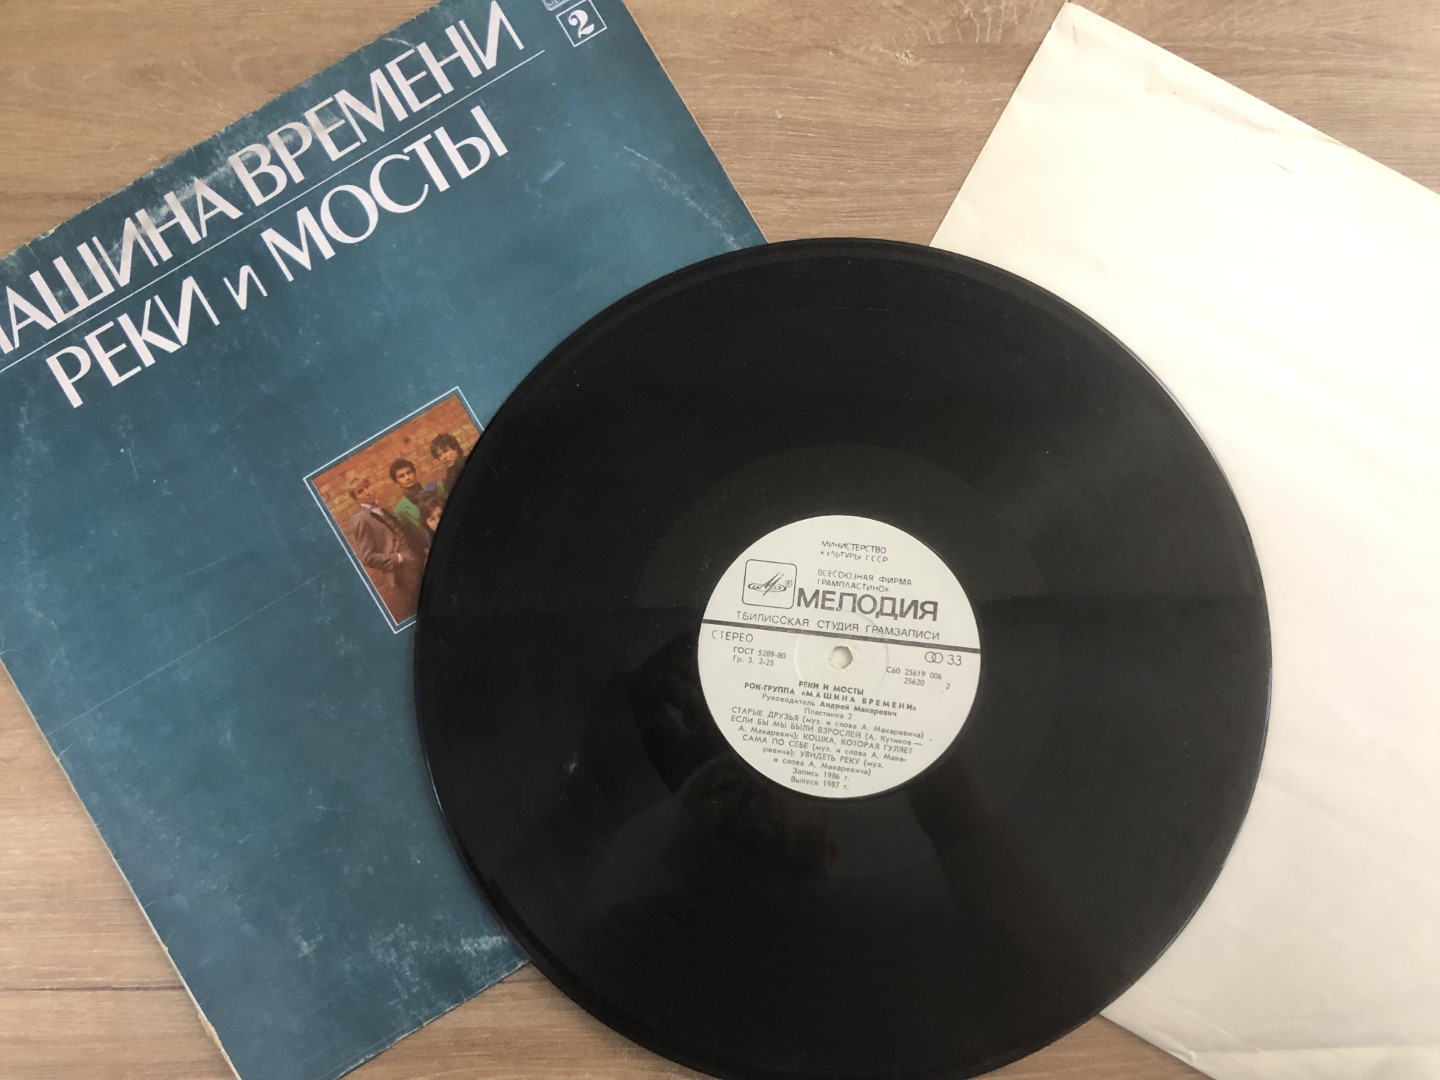 МАШИНА ВРЕМЕНИ
РЕКИ и МОСТЫ
2
МИНИСТЕРСТВО
КУЛЬТУРЫ СССР
ВСЕСОЮЗНАЯ ФИРМА
ГРАМПЛАСТИНОК
МЕЛОДИЯ
ТБИЛИССКАЯ СТУДИЯ ГРАМЗАПИСИ
СТЕРЕО
33
ГОСТ 5289-80
Гр. 3. 2-25
С60 25619 006
25620 2
РЕКИ И МОСТЫ
РОК-ГРУППА «МАШИНА ВРЕМЕНИ»
Руководитель Андрей Макаревич
Пластинка 2
СТАРЫЕ ДРУЗЬЯ (муз. и слова А. Макаревича)
ЕСЛИ БЫ МЫ БЫЛИ ВЗРОСЛЕЙ (А. Кутиков —
А. Макаревич); КОШКА, КОТОРАЯ ГУЛЯЕТ
САМА ПО СЕБЕ (муз. и слова А. Мака-
ревича); УВИДЕТЬ РЕКУ (муз.
и слова А. Макаревича)
Запись 1986 г.
Выпуск 1987 г.